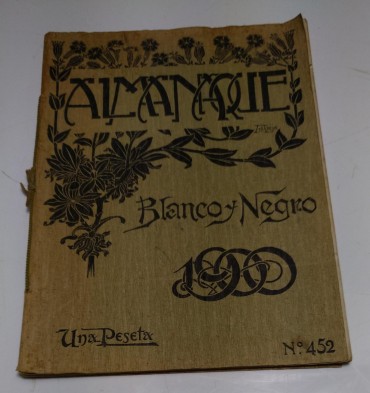 ALMANAQUE
Blanco y Negro
1900
Una Peseta
Nº 452